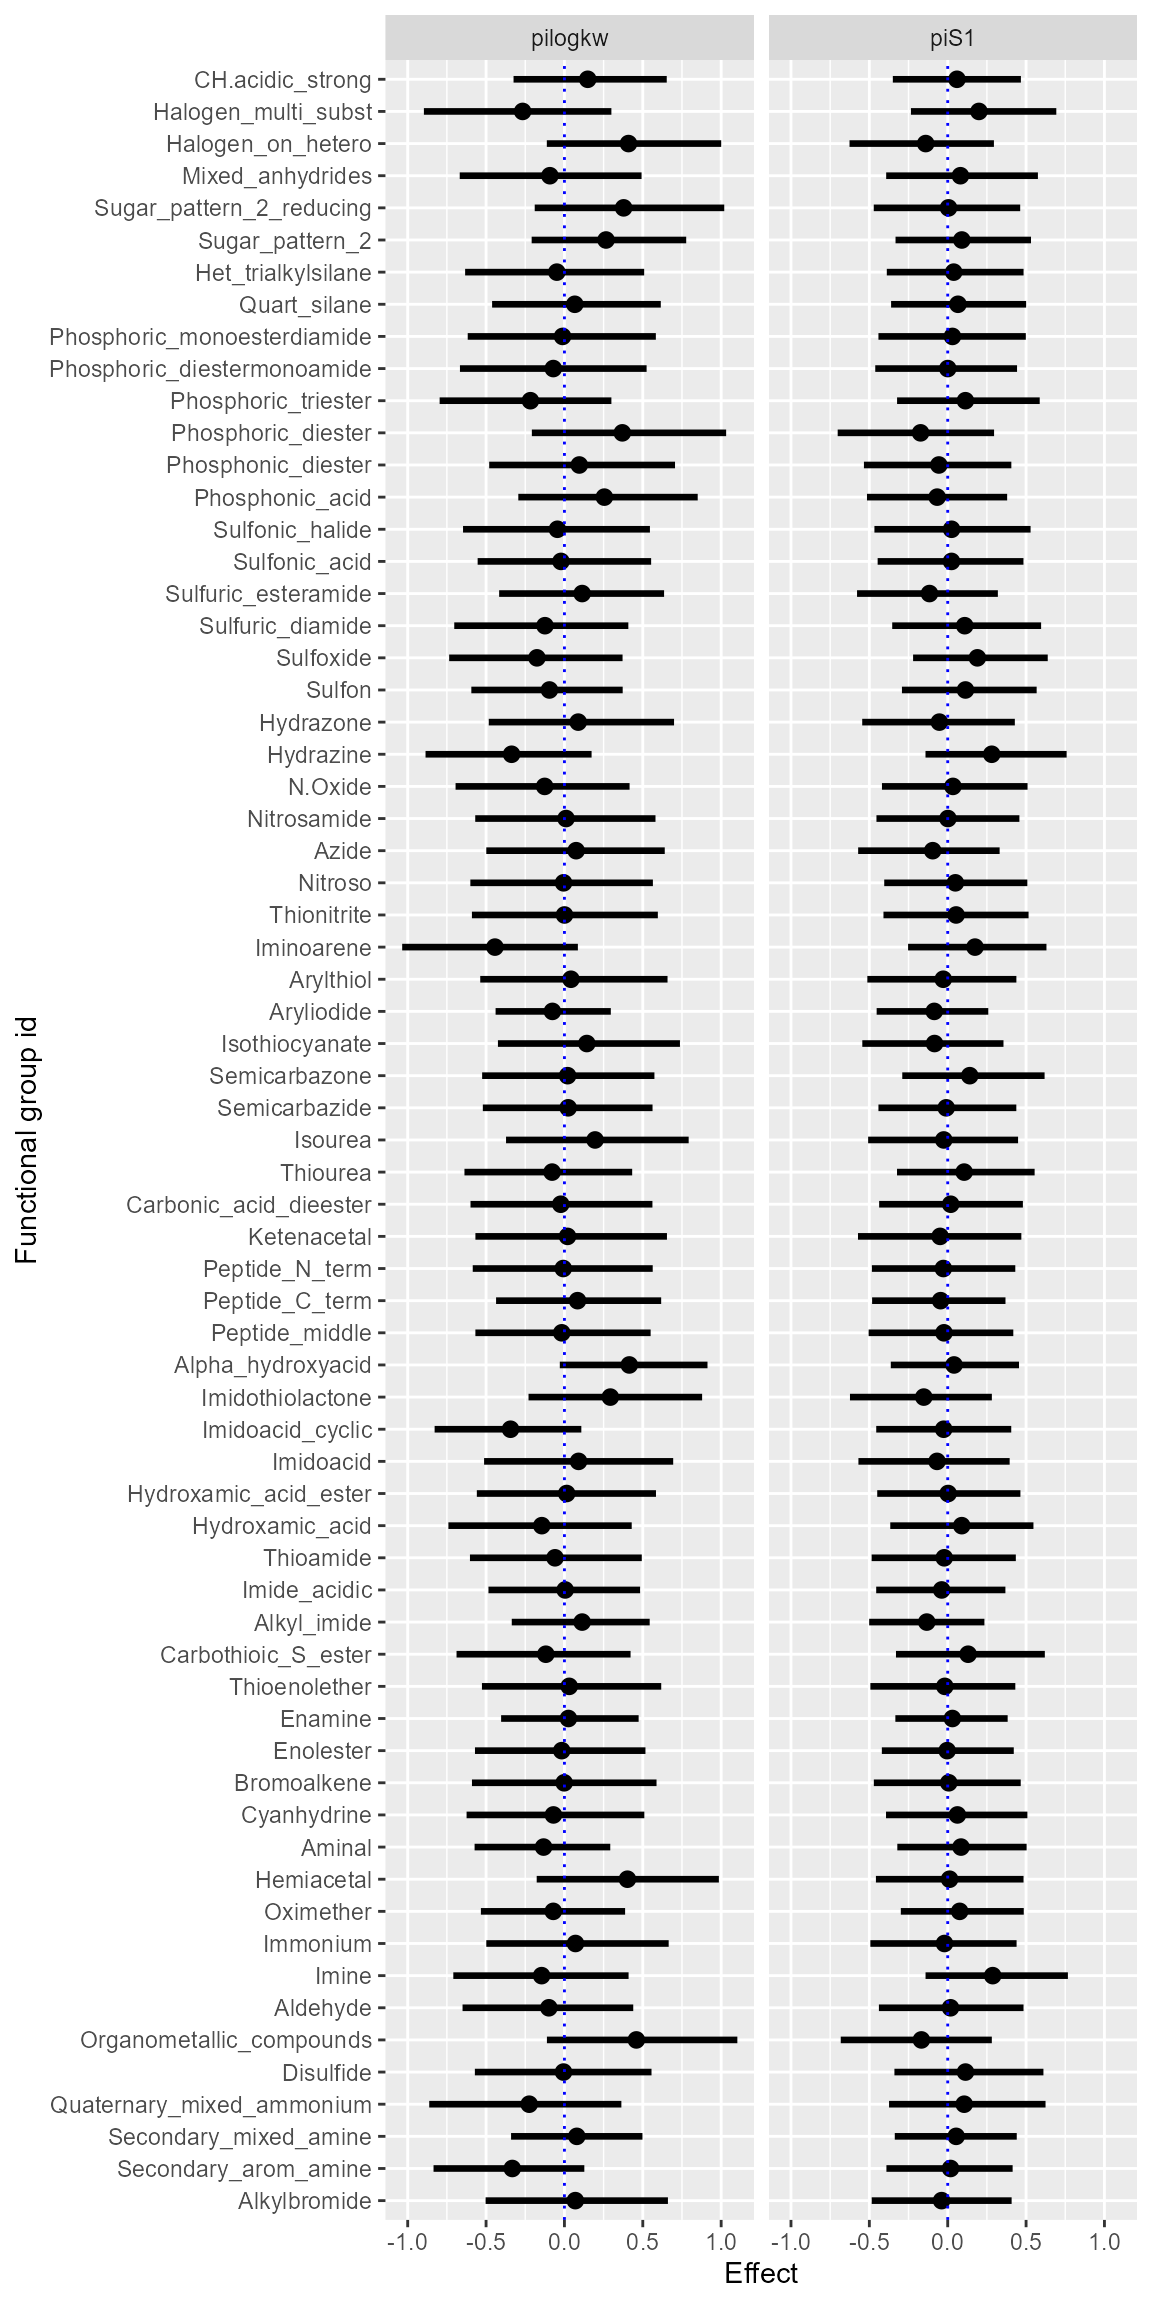 pilogkw piS1
CH.acidic_strong
Halogen_multi_subst
Halogen_on_hetero
Mixed_anhydrides
Sugar_pattern_2_reducing
Sugar_pattern_2
Het_trialkylsilane
Quart_silane
Phosphoric_monoesterdiamide
Phosphoric_diestermonoamide
Phosphoric_triester
Phosphoric_diester
Phosphonic_diester
Phosphonic_acid
Sulfonic_halide
Sulfonic_acid
Sulfuric_esteramide
Sulfuric_diamide
Sulfoxide
Sulfon
Hydrazone
Hydrazine
N.Oxide
Nitrosamide
Azide
Nitroso
Thionitrite
Iminoarene
Arylthiol
Aryliodide
Isothiocyanate
Semicarbazone
Semicarbazide
Isourea
Thiourea
Carbonic_acid_dieester
Ketenacetal
Peptide_N_term
Peptide_C_term
Peptide_middle
Alpha_hydroxyacid
Imidothiolactone
Imidoacid_cyclic
Imidoacid
Hydroxamic_acid_ester
Hydroxamic_acid
Thioamide
Imide_acidic
Alkyl_imide
Carbothioic_S_ester
Thioenolether
Enamine
Enolester
Bromoalkene
Cyanhydrine
Aminal
Hemiacetal
Oximether
Immonium
Imine
Aldehyde
Organometallic_compounds
Disulfide
Quaternary_mixed_ammonium
Secondary_mixed_amine
Secondary_arom_amine
Alkylbromide
Functional group id
-1.0 -0.5 0.0 0.5 1.0 -1.0 -0.5 0.0 0.5 1.0
Effect